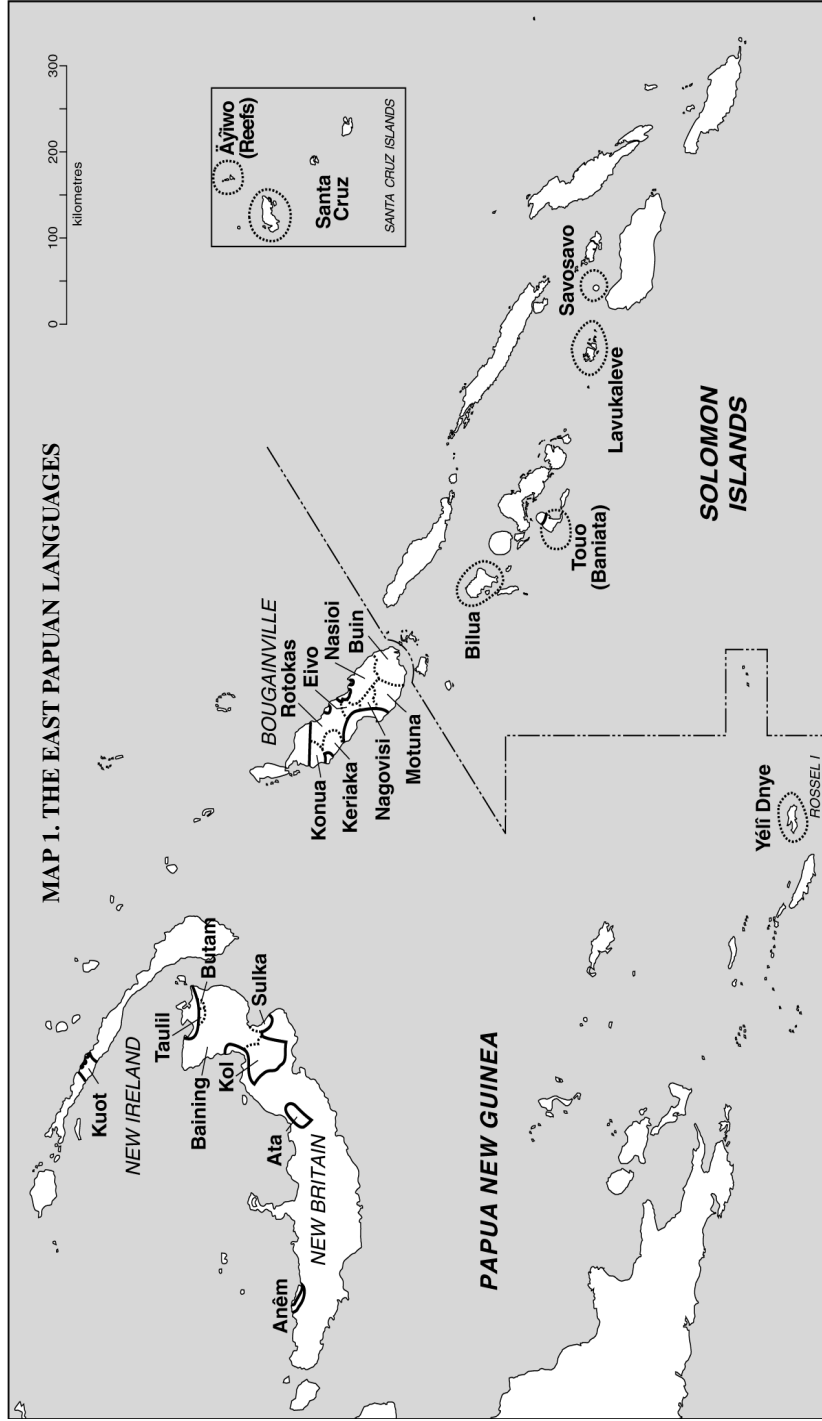 MAP 1. THE EAST PAPUAN LANGUAGES
0
100
200
300
kilometres
Äŷiwo
(Reefs)
Santa
Cruz
SANTA CRUZ ISLANDS
Kuot
NEW IRELAND
Taulil
Butam
Baining
Kol
Sulka
Ata
NEW BRITAIN
Anêm
BOUGAINVILLE
Rotokas
Eivo
Nasioi
Buin
Konua
Keriaka
Nagovisi
Motuna
Bilua
Touo
(Baniata)
Lavukaleve
Savosavo
SOLOMON
ISLANDS
PAPUA NEW GUINEA
Yélî Dnye
ROSSEL I